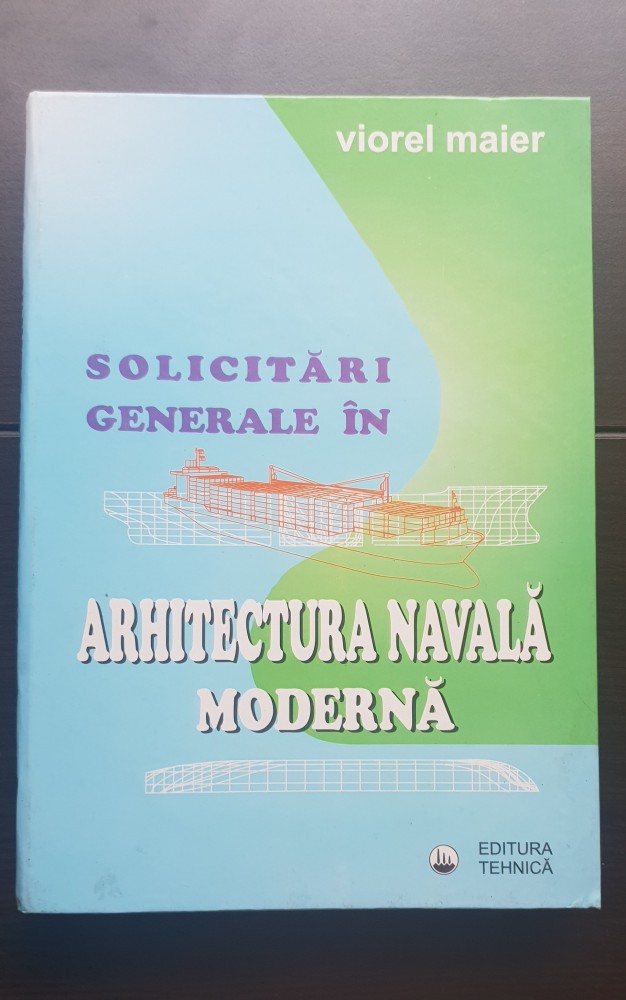 viorel maier
SOLICITĂRI
GENERALE ÎN
ARHITECTURA NAVALĂ
MODERNĂ
EDITURA
TEHNICĂ